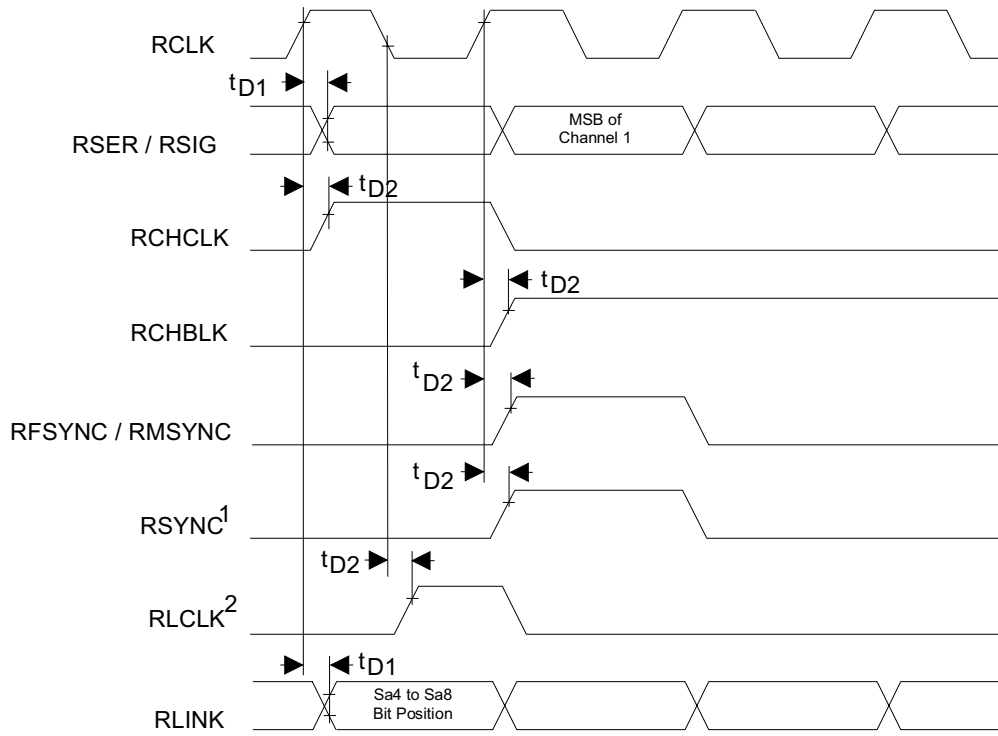 RCLK
tD1
RSER / RSIG
MSB of
Channel 1
tD2
RCHCLK
tD2
RCHBLK
tD2
RFSYNC / RMSYNC
tD2
RSYNC1
tD2
RLCLK2
tD1
RLINK
Sa4 to Sa8
Bit Position